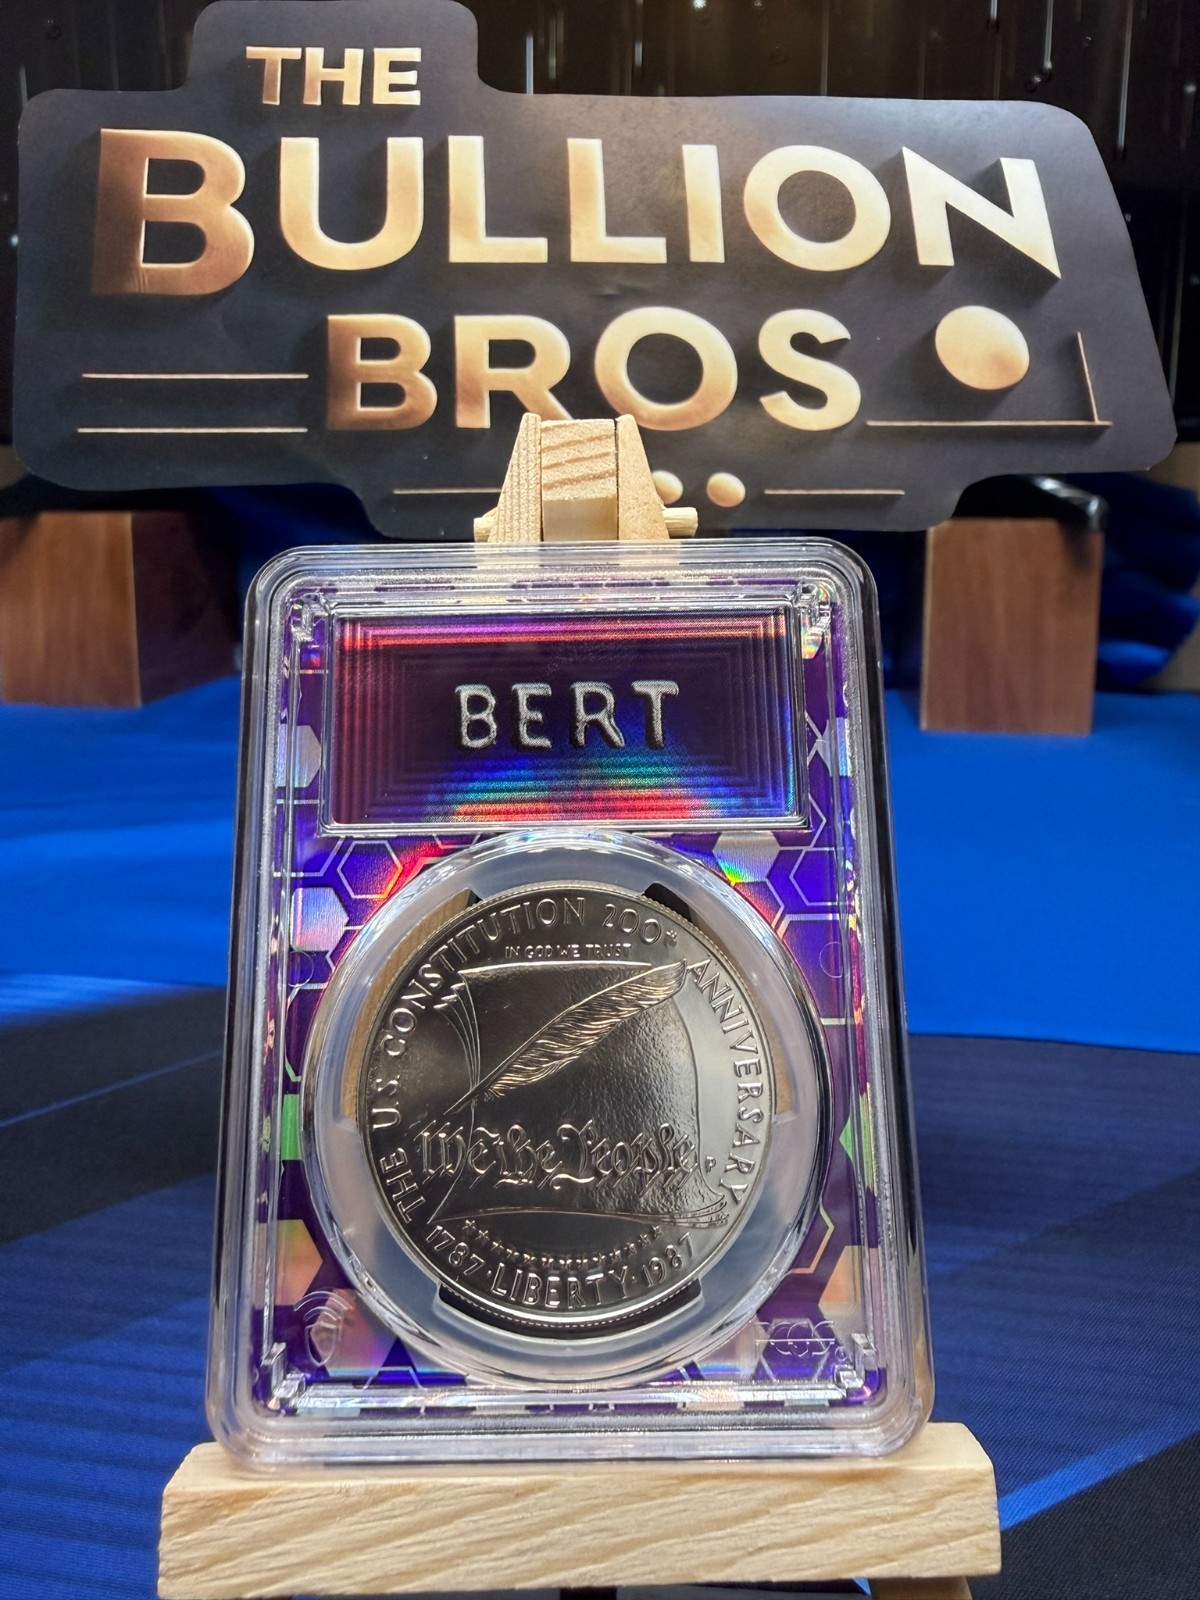 THE
BULLION
BROS
BERT
THE U.S. CONSTITUTION 200TH ANNIVERSARY
IN GOD WE TRUST
We the People
P
1787 · LIBERTY · 1987